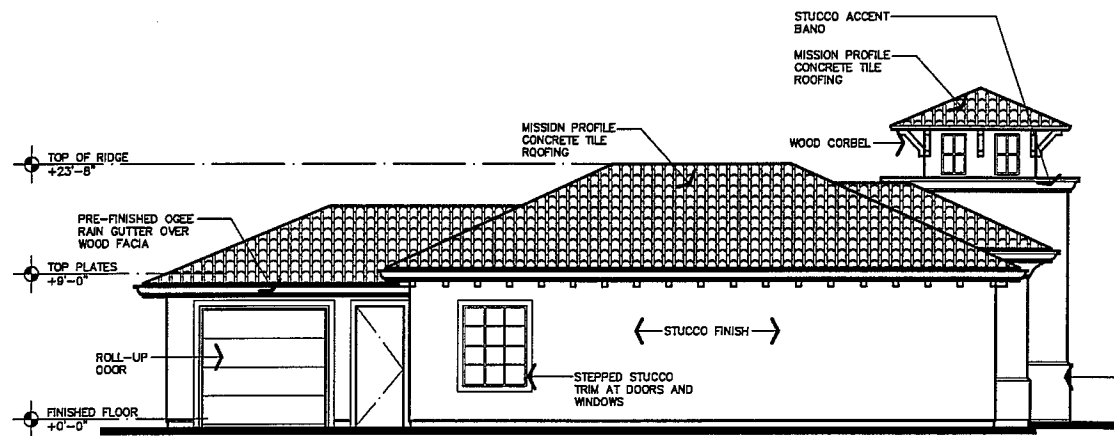 STUCCO ACCENT
BAND
MISSION PROFILE
CONCRETE TILE
ROOFING
MISSION PROFILE
CONCRETE TILE
ROOFING
WOOD CORBEL
TOP OF RIDGE
+23'-8"
PRE-FINISHED OGEE
RAIN GUTTER OVER
WOOD FACIA
TOP PLATES
+9'-0"
STUCCO FINISH
ROLL-UP
DOOR
STEPPED STUCCO
TRIM AT DOORS AND
WINDOWS
FINISHED FLOOR
+0'-0"